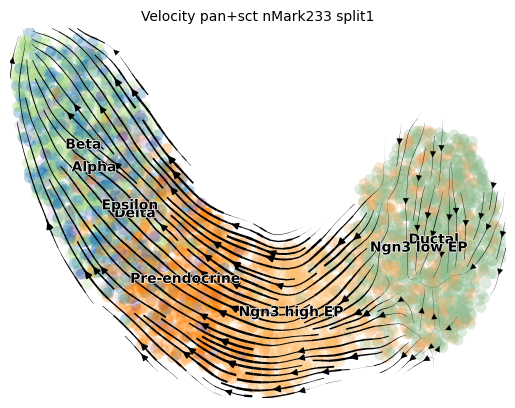 Velocity pan+sct nMark233 split1
Beta
Alpha
Epsilon
Delta
Ductal
Ngn3 low EP
Pre-endocrine
Ngn3 high EP